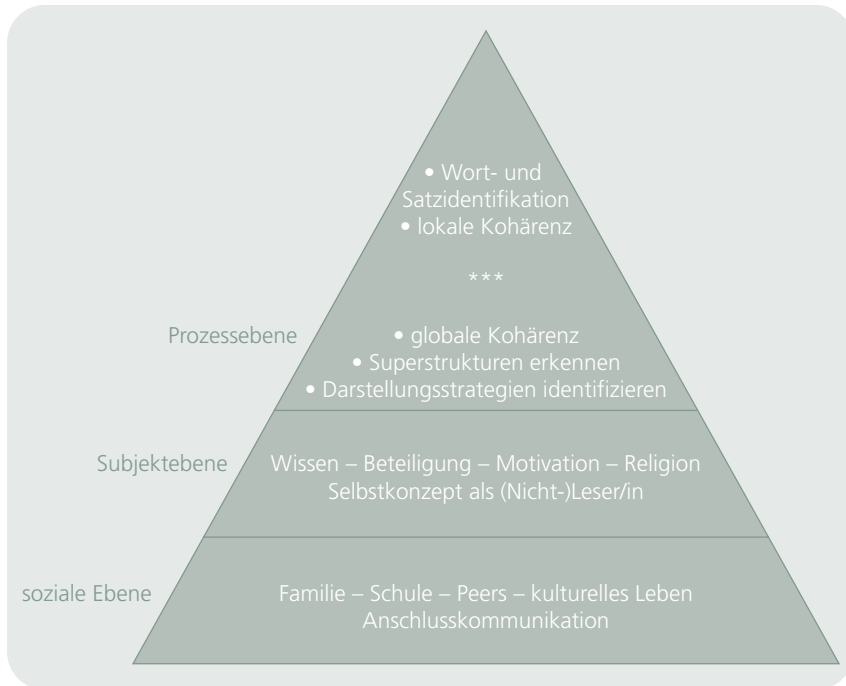 • Wort- und
Satzidentifikation
• lokale Kohärenz
***
Prozessebene
• globale Kohärenz
• Superstrukturen erkennen
• Darstellungsstrategien identifizieren
Subjektebene
Wissen – Beteiligung – Motivation – Religion
Selbstkonzept als (Nicht-)Leser/in
soziale Ebene
Familie – Schule – Peers – kulturelles Leben
Anschlusskommunikation